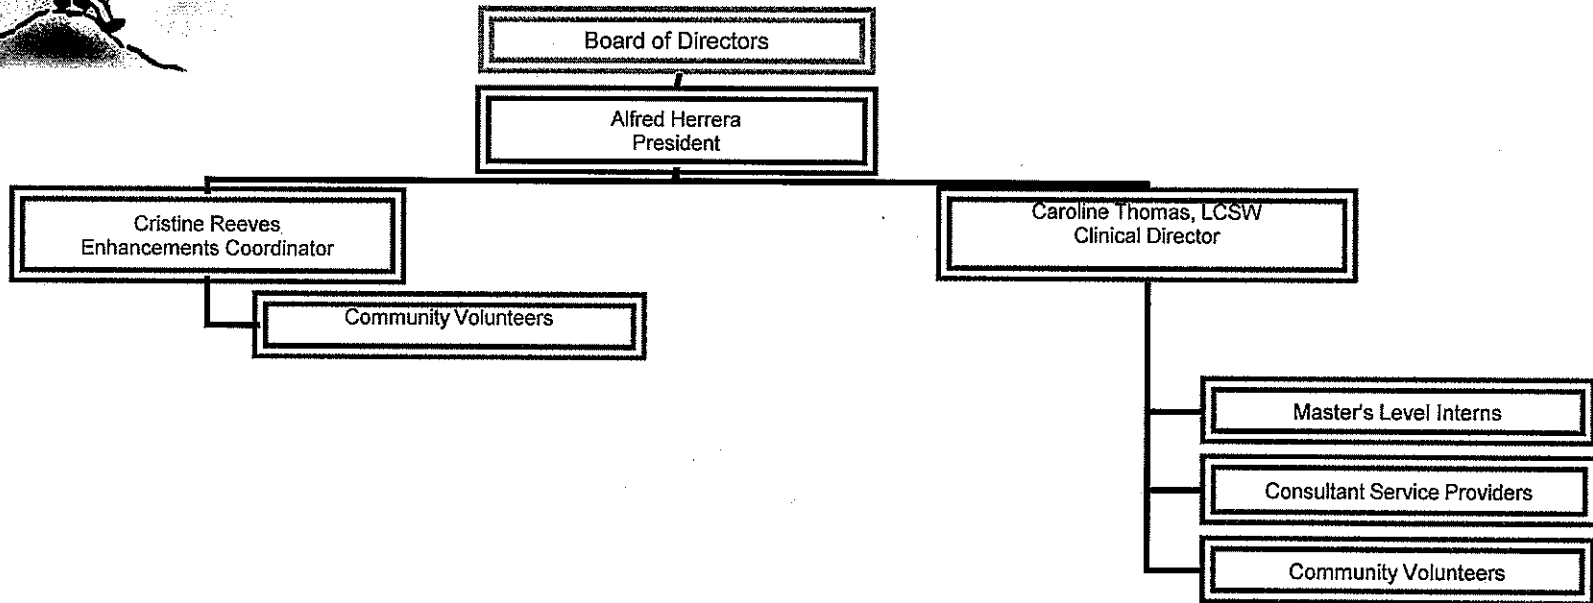 Board of Directors
Alfred Herrera
President
Cristine Reeves
Enhancements Coordinator
Caroline Thomas, LCSW
Clinical Director
Community Volunteers
Master's Level Interns
Consultant Service Providers
Community Volunteers